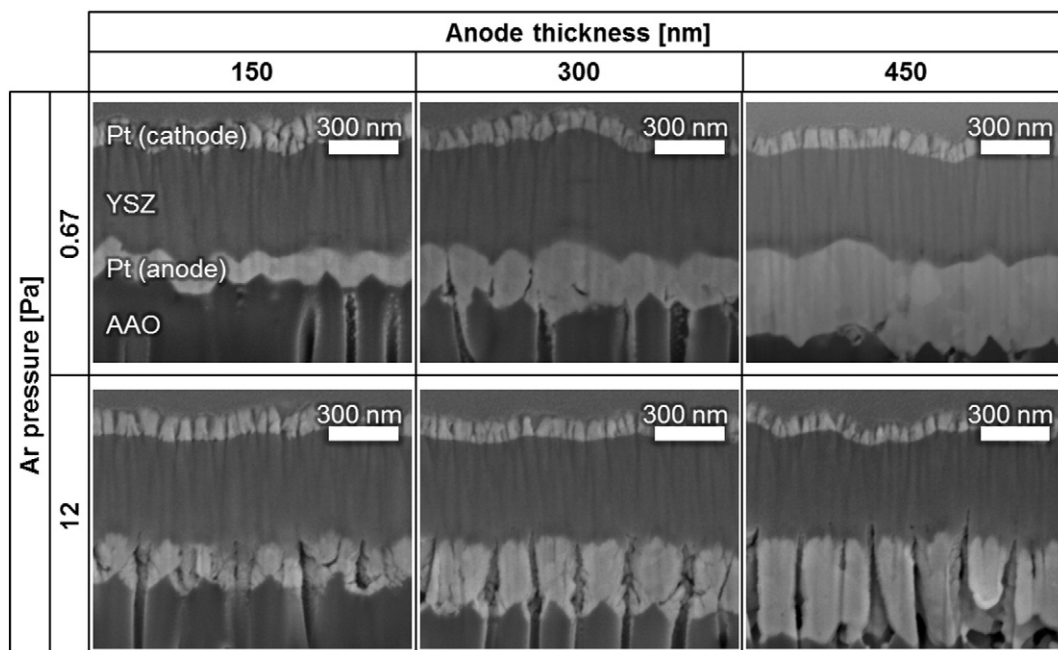 Anode thickness [nm]
150
300
450
Ar pressure [Pa]
0.67
Pt (cathode)
YSZ
Pt (anode)
AAO
300 nm
300 nm
300 nm
12
300 nm
300 nm
300 nm